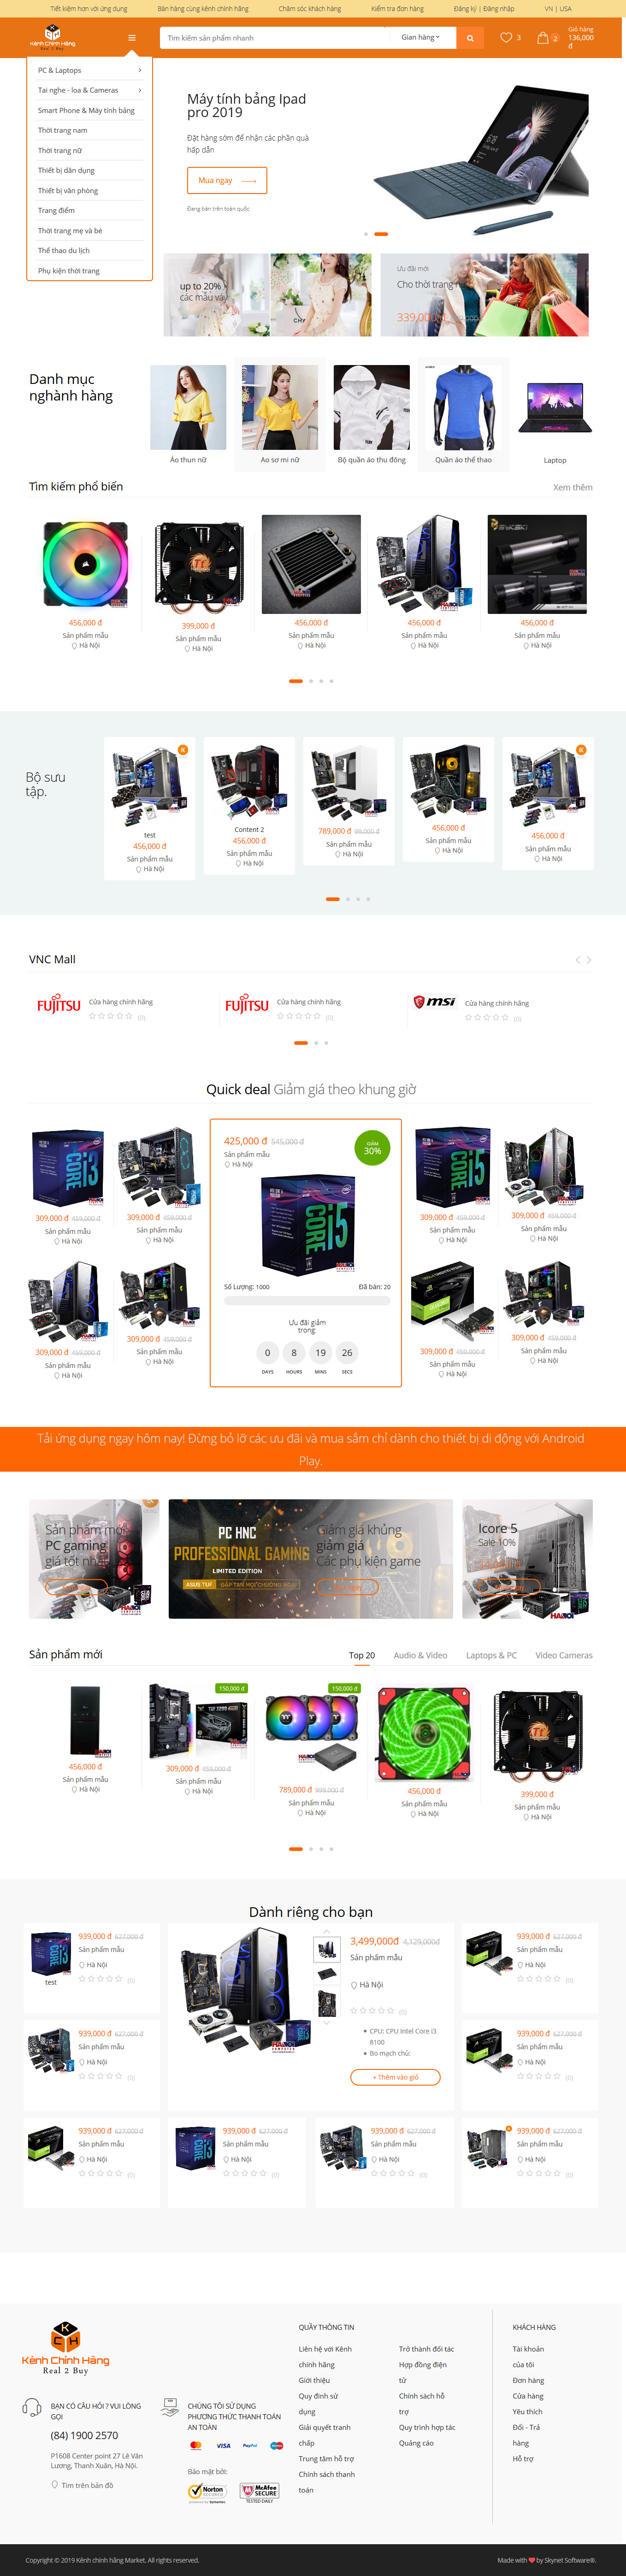 Tiết kiệm hơn với ứng dụng
Bán hàng cùng kênh chính hãng
Chăm sóc khách hàng
Kiểm tra đơn hàng
Đăng ký | Đăng nhập
VN | USA
Kênh Chính Hãng
Real 2 Buy
Tìm kiếm sản phẩm nhanh
Gian hàng
3
2
Giỏ hàng
136,000
đ
PC & Laptops
Tai nghe - loa & Cameras
Smart Phone & Máy tính bảng
Thời trang nam
Thời trang nữ
Thiết bị dân dụng
Thiết bị văn phòng
Trang điểm
Thời trang mẹ và bé
Thể thao du lịch
Phụ kiện thời trang
Máy tính bảng Ipad
pro 2019
Đặt hàng sớm để nhận các phần quà
hấp dẫn
Mua ngay
Đang bán trên toàn quốc
up to 20%
các mẫu váy
Ưu đãi mới
Cho thời trang
339,000 đ
Danh mục
nghành hàng
Áo thun nữ
Ao sơ mi nữ
Bộ quần áo thu đông
Quần áo thể thao
Laptop
Tìm kiếm phổ biến
Xem thêm
456,000 đ
Sản phẩm mẫu
Hà Nội
399,000 đ
Sản phẩm mẫu
Hà Nội
456,000 đ
Sản phẩm mẫu
Hà Nội
456,000 đ
Sản phẩm mẫu
Hà Nội
456,000 đ
Sản phẩm mẫu
Hà Nội
Bộ sưu
tập.
test
456,000 đ
Sản phẩm mẫu
Hà Nội
Content 2
456,000 đ
Sản phẩm mẫu
Hà Nội
789,000 đ 99,000 đ
Sản phẩm mẫu
Hà Nội
456,000 đ
Sản phẩm mẫu
Hà Nội
456,000 đ
Sản phẩm mẫu
Hà Nội
VNC Mall
FUJITSU
Cửa hàng chính hãng
(0)
FUJITSU
Cửa hàng chính hãng
(0)
msi
Cửa hàng chính hãng
(0)
Quick deal Giảm giá theo khung giờ
309,000 đ 459,000 đ
Sản phẩm mẫu
Hà Nội
309,000 đ 459,000 đ
Sản phẩm mẫu
Hà Nội
309,000 đ 459,000 đ
Sản phẩm mẫu
Hà Nội
309,000 đ 459,000 đ
Sản phẩm mẫu
Hà Nội
425,000 đ 545,000 đ
Sản phẩm mẫu
Hà Nội
GIẢM
30%
CORE i5
Số Lượng: 1000
Đã bán: 20
Ưu đãi giảm
trong:
0
8
19
26
DAYS
HOURS
MINS
SECS
309,000 đ 459,000 đ
Sản phẩm mẫu
Hà Nội
309,000 đ 459,000 đ
Sản phẩm mẫu
Hà Nội
309,000 đ 459,000 đ
Sản phẩm mẫu
Hà Nội
309,000 đ 459,000 đ
Sản phẩm mẫu
Hà Nội
Tải ứng dụng ngay hôm nay! Đừng bỏ lỡ các ưu đãi và mua sắm chỉ dành cho thiết bị di động với Android
Play.
Sản phẩm mới
PC gaming
giá tốt nhất
PC HNC
PROFESSIONAL GAMING
LIMITED EDITION
ASUS TUF
Giảm giá khủng
giảm giá
Các phụ kiện game
Icore 5
Sale 10%
Sản phẩm mới
Top 20
Audio & Video
Laptops & PC
Video Cameras
456,000 đ
Sản phẩm mẫu
Hà Nội
150,000 đ
309,000 đ 459,000 đ
Sản phẩm mẫu
Hà Nội
150,000 đ
789,000 đ 999,000 đ
Sản phẩm mẫu
Hà Nội
456,000 đ
Sản phẩm mẫu
Hà Nội
399,000 đ
Sản phẩm mẫu
Hà Nội
Dành riêng cho bạn
test
939,000 đ 627,000 đ
Sản phẩm mẫu
Hà Nội
(0)
939,000 đ 627,000 đ
Sản phẩm mẫu
Hà Nội
(0)
3,499,000đ 4,129,000đ
Sản phẩm mẫu
Hà Nội
(0)
CPU: CPU Intel Core i3
8100
Bo mạch chủ:
+ Thêm vào giỏ
939,000 đ 627,000 đ
Sản phẩm mẫu
Hà Nội
(0)
939,000 đ 627,000 đ
Sản phẩm mẫu
Hà Nội
(0)
939,000 đ 627,000 đ
Sản phẩm mẫu
Hà Nội
(0)
939,000 đ 627,000 đ
Sản phẩm mẫu
Hà Nội
(0)
939,000 đ 627,000 đ
Sản phẩm mẫu
Hà Nội
(0)
939,000 đ 627,000 đ
Sản phẩm mẫu
Hà Nội
(0)
Kênh Chính Hãng
Real 2 Buy
BẠN CÓ CÂU HỎI ? VUI LÒNG
GỌI
(84) 1900 2570
P1608 Center point 27 Lê Văn
Lương, Thanh Xuân, Hà Nội.
Tìm trên bản đồ
CHÚNG TÔI SỬ DỤNG
PHƯƠNG THỨC THANH TOÁN
AN TOÀN
VISA
PayPal
Bảo mật bởi:
Norton
SECURED
McAfee
SECURE
TESTED DAILY
QUẦY THÔNG TIN
Liên hệ với Kênh
chính hãng
Giới thiệu
Quy định sử
dụng
Giải quyết tranh
chấp
Trung tâm hỗ trợ
Chính sách thanh
toán
Trở thành đối tác
Hợp đồng điện
tử
Chính sách hỗ
trợ
Quy trình hợp tác
Quảng cáo
KHÁCH HÀNG
Tài khoản
của tôi
Đơn hàng
Cửa hàng
Yêu thích
Đổi - Trả
hàng
Hỗ trợ
Copyright © 2019 Kênh chính hãng Market. All rights reserved.
Made with ❤ by Skynet Software®.